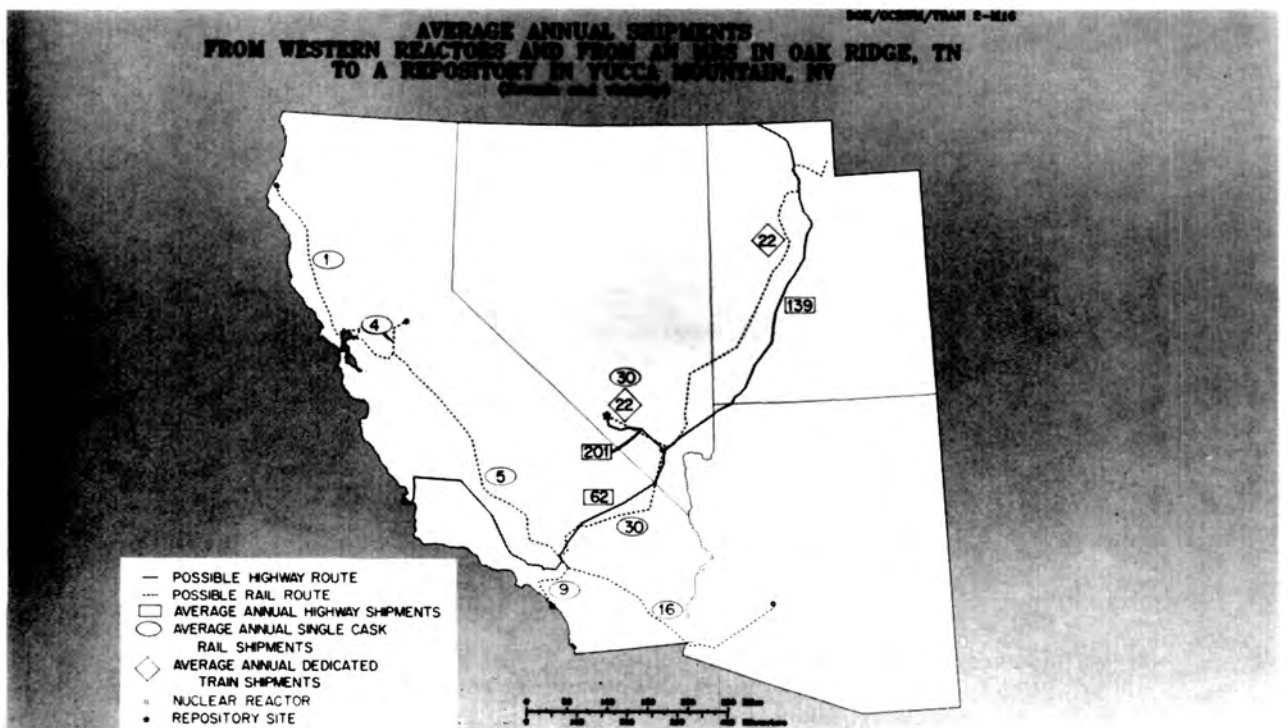 AVERAGE ANNUAL SHIPMENTS
FROM WESTERN REACTORS AND FROM AN MRS IN OAK RIDGE, TN
TO A REPOSITORY IN YUCCA MOUNTAIN, NV
22
1
139
4
30
22
201
5
62
30
9
16
POSSIBLE HIGHWAY ROUTE
POSSIBLE RAIL ROUTE
AVERAGE ANNUAL HIGHWAY SHIPMENTS
AVERAGE ANNUAL SINGLE CASK
RAIL SHIPMENTS
AVERAGE ANNUAL DEDICATED
TRAIN SHIPMENTS
NUCLEAR REACTOR
REPOSITORY SITE